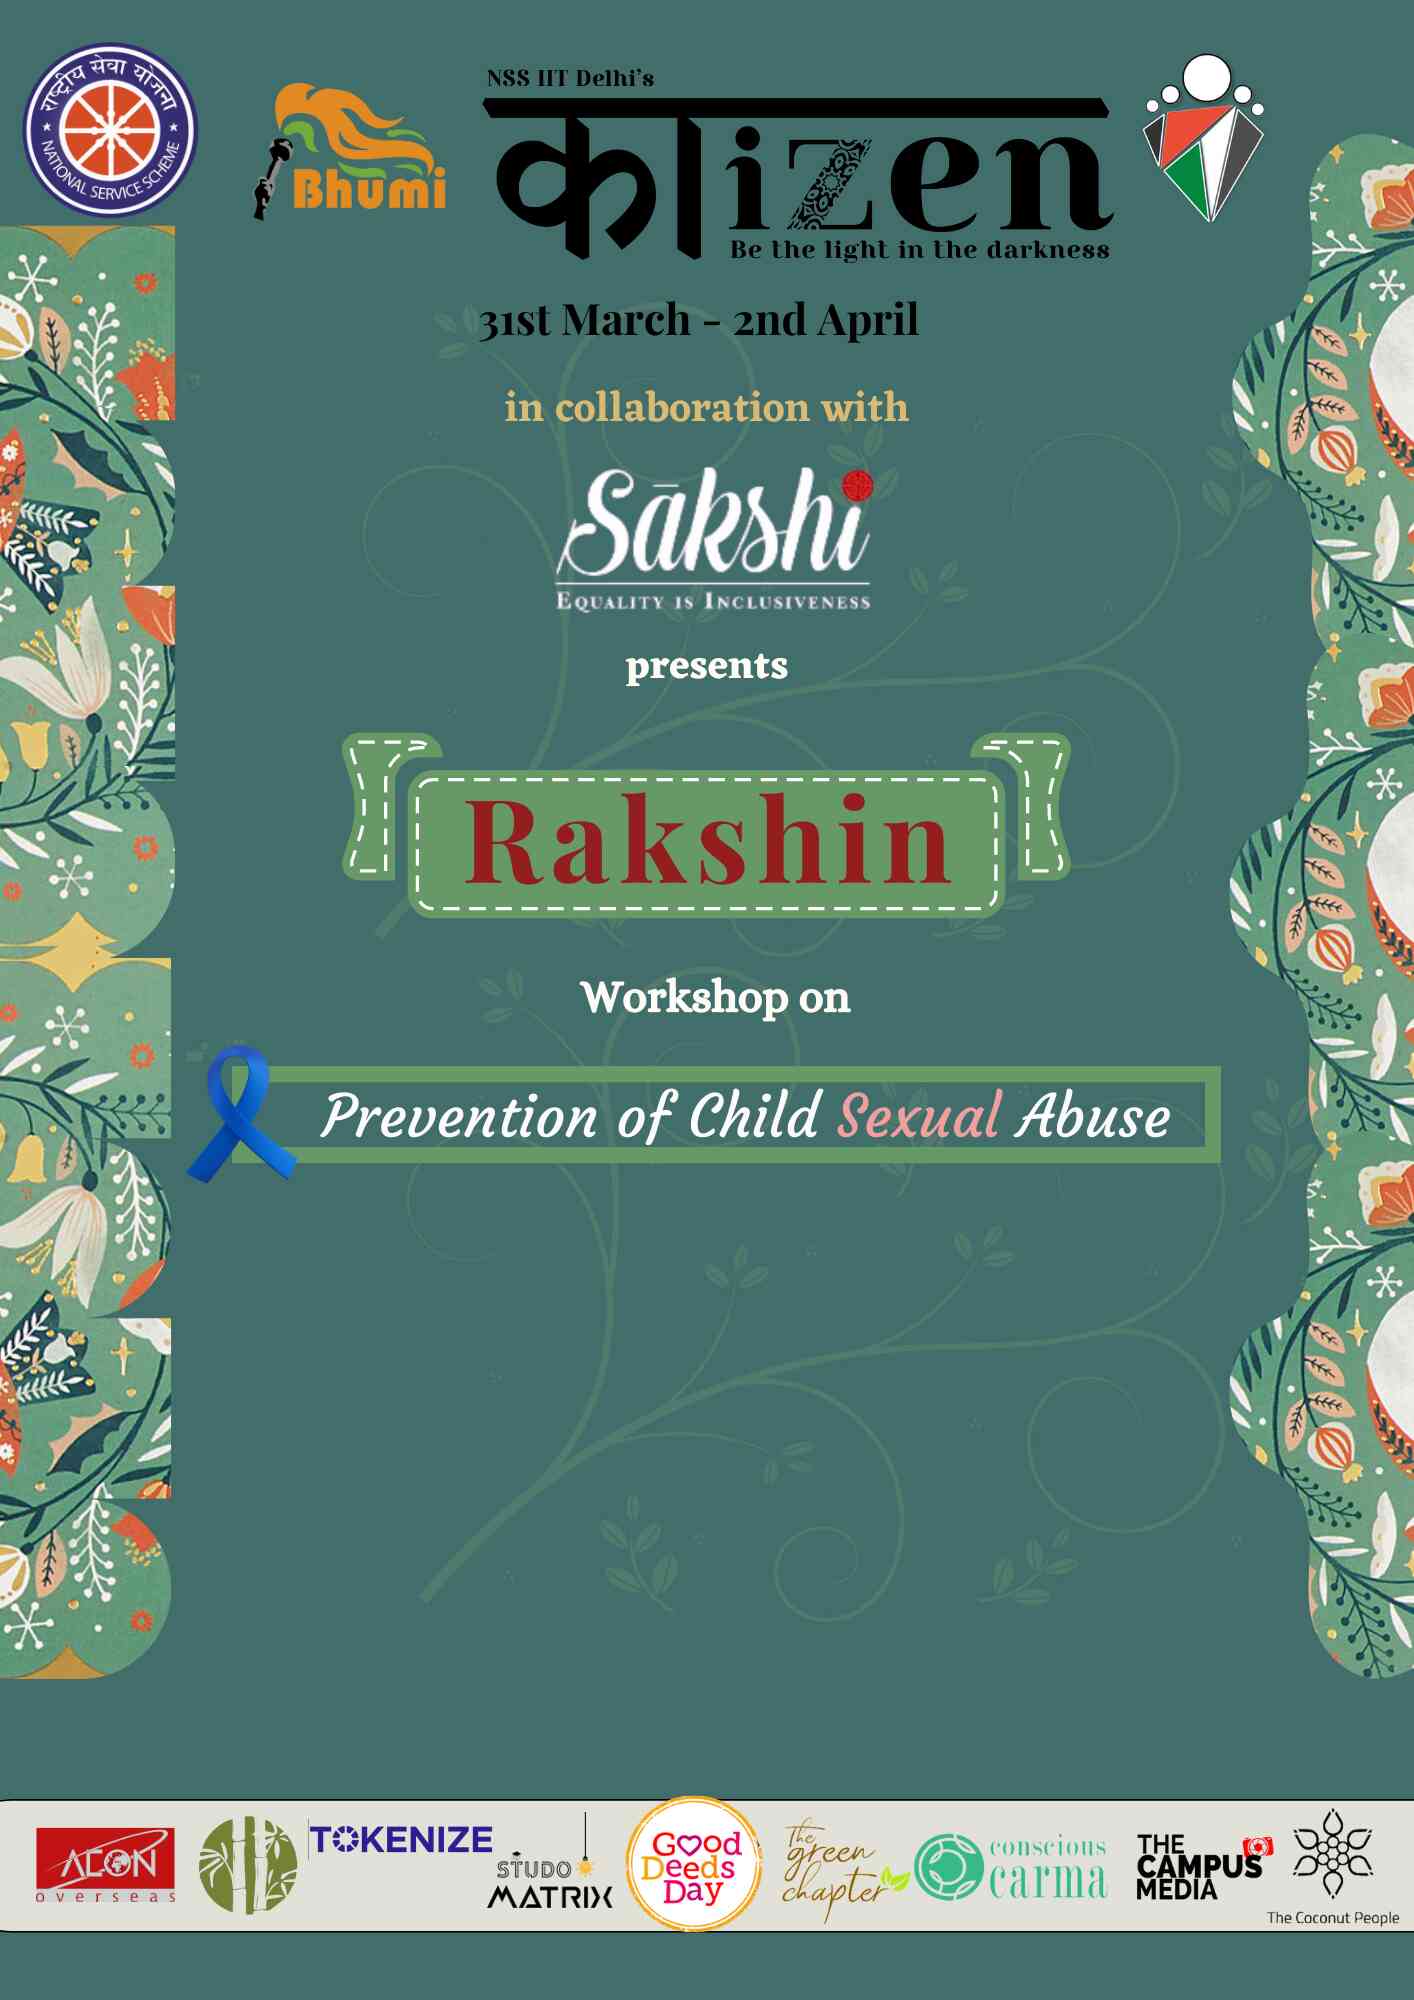 राष्ट्रीय सेवा योजना
NATIONAL SERVICE SCHEME
Bhumi
NSS IIT Delhi's
काizen
Be the light in the darkness
31st March - 2nd April
in collaboration with
Sākshi
EQUALITY IS INCLUSIVENESS
presents
Rakshin
Workshop on
Prevention of Child Sexual Abuse
AEON
overseas
TOKENIZE
STUDO
MATRIX
Good
Deeds
Day
the
green
chapter
conscious
carma
THE
CAMPUS
MEDIA
The Coconut People